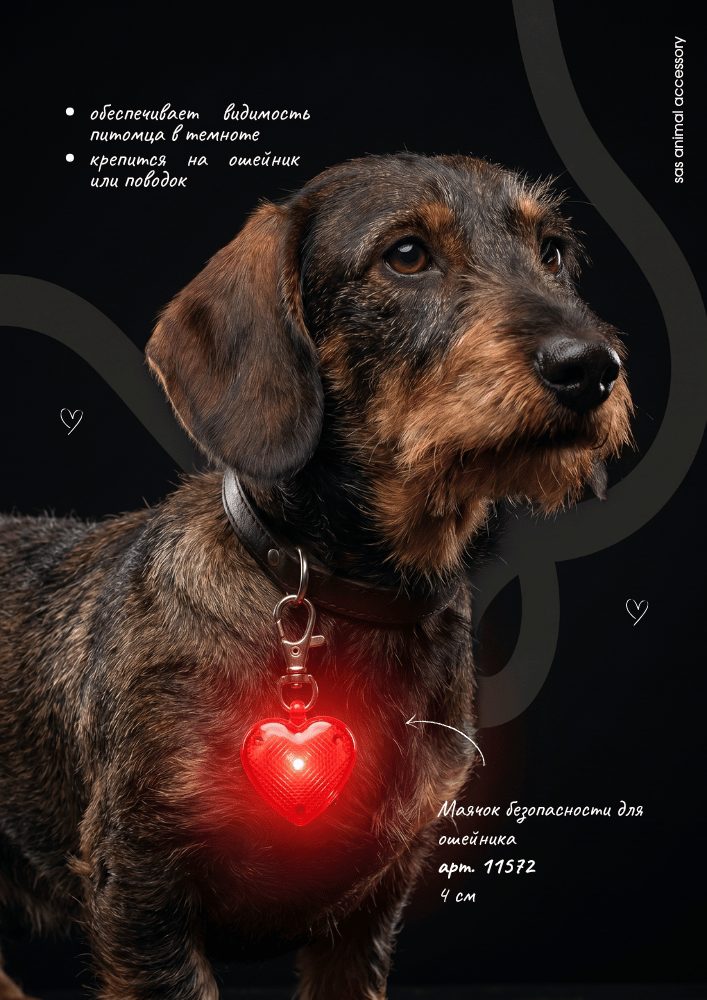 sas animal accessory
обеспечивает видимость
питомца в темноте
крепится на ошейник
или поводок
Маячок безопасности для
ошейника
арт. 11572
4 см